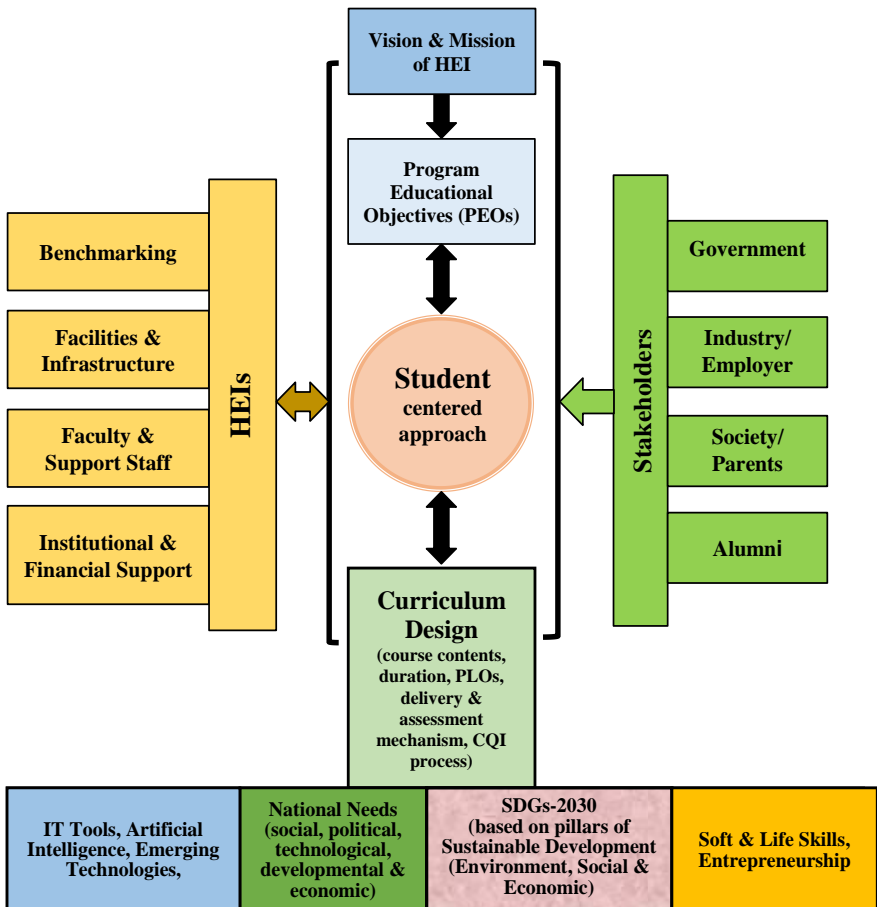 Vision & Mission
of HEI
Program
Educational
Objectives (PEOs)
Benchmarking
Facilities &
Infrastructure
Faculty &
Support Staff
Institutional &
Financial Support
HEIs
Student
centered
approach
Stakeholders
Government
Industry/
Employer
Society/
Parents
Alumni
Curriculum
Design
(course contents,
duration, PLOs,
delivery &
assessment
mechanism, CQI
process)
IT Tools, Artificial
Intelligence, Emerging
Technologies,
National Needs
(social, political,
technological,
developmental &
economic)
SDGs-2030
(based on pillars of
Sustainable Development
(Environment, Social &
Economic)
Soft & Life Skills,
Entrepreneurship